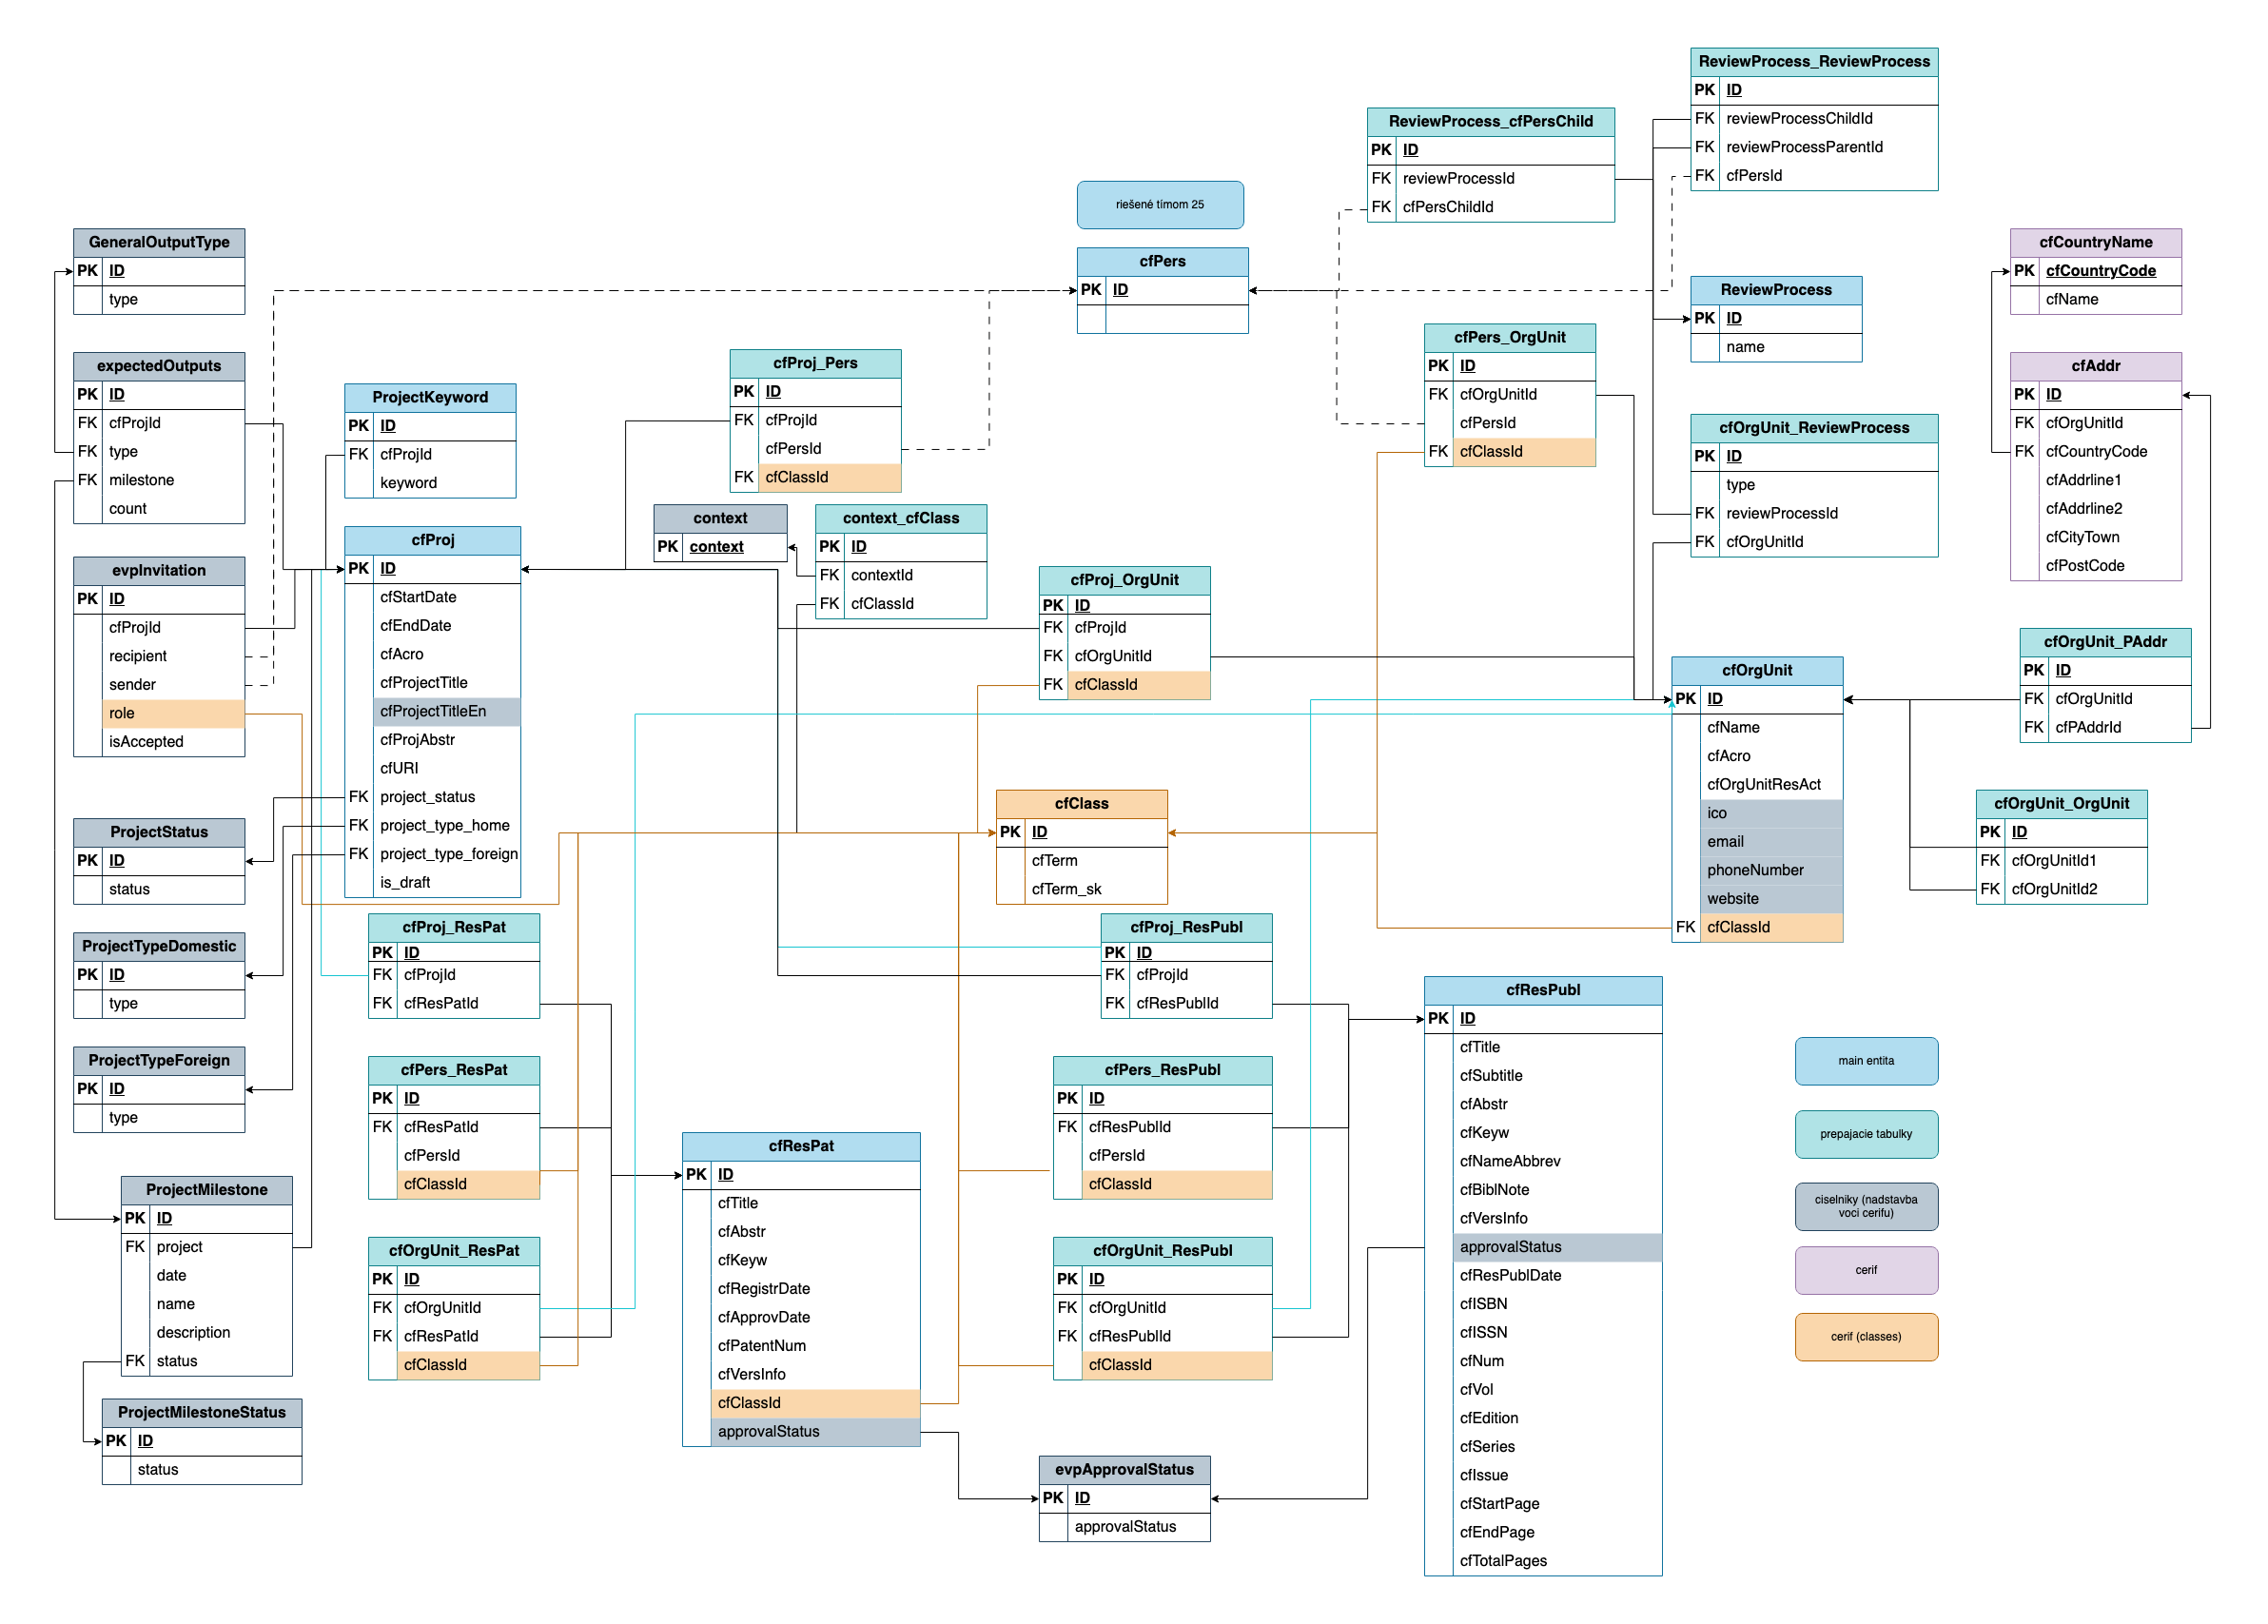 ReviewProcess_ReviewProcess
PK ID
FK reviewProcessChildId
FK reviewProcessParentId
FK cfPersId
ReviewProcess_cfPersChild
PK ID
FK reviewProcessId
FK cfPersChildId
riešené tímom 25
cfPers
PK ID
GeneralOutputType
PK ID
type
cfCountryName
PK cfCountryCode
cfName
ReviewProcess
PK ID
name
cfPers_OrgUnit
PK ID
FK cfOrgUnitId
cfPersId
FK cfClassId
expectedOutputs
PK ID
FK cfProjId
FK type
FK milestone
count
ProjectKeyword
PK ID
FK cfProjId
keyword
cfProj_Pers
PK ID
FK cfProjId
cfPersId
FK cfClassId
cfAddr
PK ID
FK cfOrgUnitId
FK cfCountryCode
cfAddrline1
cfAddrline2
cfCityTown
cfPostCode
cfOrgUnit_ReviewProcess
PK ID
type
FK reviewProcessId
FK cfOrgUnitId
context
PK context
context_cfClass
PK ID
FK contextId
FK cfClassId
evpInvitation
PK ID
cfProjId
recipient
sender
role
isAccepted
cfProj
PK ID
cfStartDate
cfEndDate
cfAcro
cfProjectTitle
cfProjectTitleEn
cfProjAbstr
cfURI
FK project_status
FK project_type_home
FK project_type_foreign
is_draft
cfProj_OrgUnit
PK ID
FK cfProjId
FK cfOrgUnitId
FK cfClassId
cfOrgUnit
PK ID
cfName
cfAcro
cfOrgUnitResAct
ico
email
phoneNumber
website
FK cfClassId
cfOrgUnit_PAddr
PK ID
FK cfOrgUnitId
FK cfPAddrId
cfOrgUnit_OrgUnit
PK ID
FK cfOrgUnitId1
FK cfOrgUnitId2
cfClass
PK ID
cfTerm
cfTerm_sk
ProjectStatus
PK ID
status
ProjectTypeDomestic
PK ID
type
ProjectTypeForeign
PK ID
type
cfProj_ResPat
PK ID
FK cfProjId
FK cfResPatId
cfProj_ResPubl
PK ID
FK cfProjId
FK cfResPublId
cfPers_ResPat
PK ID
FK cfResPatId
cfPersId
cfClassId
cfPers_ResPubl
PK ID
FK cfResPublId
cfPersId
cfClassId
cfResPubl
PK ID
cfTitle
cfSubtitle
cfAbstr
cfKeyw
cfNameAbbrev
cfBiblNote
cfVersInfo
approvalStatus
cfResPublDate
cfISBN
cfISSN
cfNum
cfVol
cfEdition
cfSeries
cfIssue
cfStartPage
cfEndPage
cfTotalPages
main entita
prepajacie tabulky
ciselniky (nadstavba
voci cerifu)
cerif
cerif (classes)
cfResPat
PK ID
cfTitle
cfAbstr
cfKeyw
cfRegistrDate
cfApprovDate
cfPatentNum
cfVersInfo
cfClassId
approvalStatus
ProjectMilestone
PK ID
FK project
date
name
description
FK status
cfOrgUnit_ResPat
PK ID
FK cfOrgUnitId
FK cfResPatId
cfClassId
cfOrgUnit_ResPubl
PK ID
FK cfOrgUnitId
FK cfResPublId
cfClassId
ProjectMilestoneStatus
PK ID
status
evpApprovalStatus
PK ID
approvalStatus